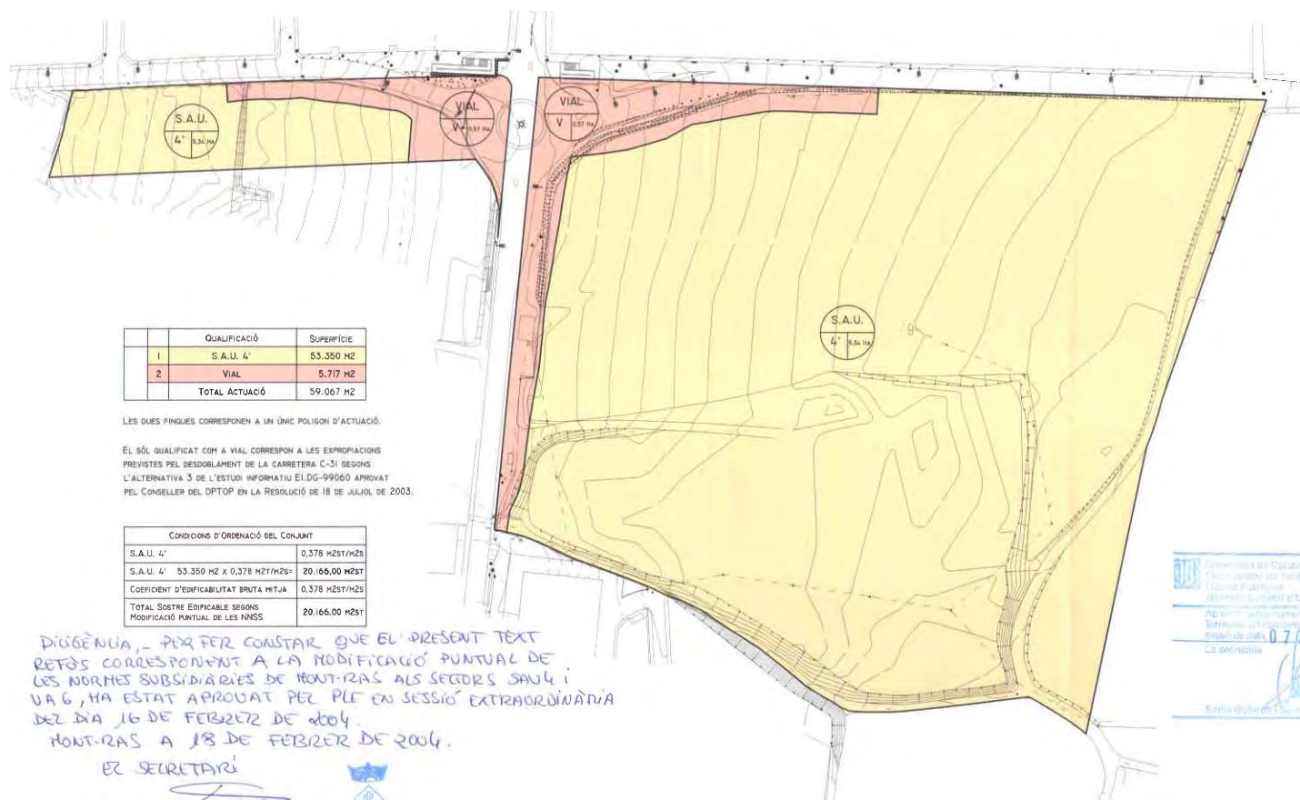 S.A.U.
4' 5,34 HA
VIAL
V 0,57 HA
VIAL
V 0,57 HA
S.A.U.
4' 5,34 HA
QUALIFICACIÓ SUPERFÍCIE
1 S.A.U. 4' 53.350 M2
2 VIAL 5.717 M2
TOTAL ACTUACIÓ 59.067 M2
LES DUES FINQUES CORRESPONEN A UN ÚNIC POLIGON D'ACTUACIÓ.
EL SÒL QUALIFICAT COM A VIAL CORRESPON A LES EXPROPIACIONS
PREVISTES PEL DESDOBLAMENT DE LA CARRETERA C-31 SEGONS
L'ALTERNATIVA 3 DE L'ESTUDI INFORMATIU EI.DG-99060 APROVAT
PEL CONSELLER DEL DPTOP EN LA RESOLUCIÓ DE 18 DE JULIOL DE 2003.
CONDICIONS D'ORDENACIÓ DEL CONJUNT
S.A.U. 4' 0,378 M2ST/M2S
S.A.U. 4' 53.350 M2 X 0,378 M2T/M2S= 20.166,00 M2ST
COEFICIENT D'EDIFICABILITAT BRUTA MITJA 0,378 M2ST/M2S
TOTAL SOSTRE EDIFICABLE SEGONS
MODIFICACIÓ PUNTUAL DE LES NNSS 20.166,00 M2ST
DILIGÈNCIA,- PER FER CONSTAR QUE EL PRESENT TEXT
REFÓS CORRESPONENT A LA MODIFICACIÓ PUNTUAL DE
LES NORMES SUBSIDIÀRIES DE MONT-RAS ALS SECTORS SAU4 i
UA6, HA ESTAT APROVAT PEL PLE EN SESSIÓ EXTRAORDINÀRIA
DEL DIA 16 DE FEBRER DE 2004.
MONT-RAS A 18 DE FEBRER DE 2004.
EL SECRETARI
07
La secretària